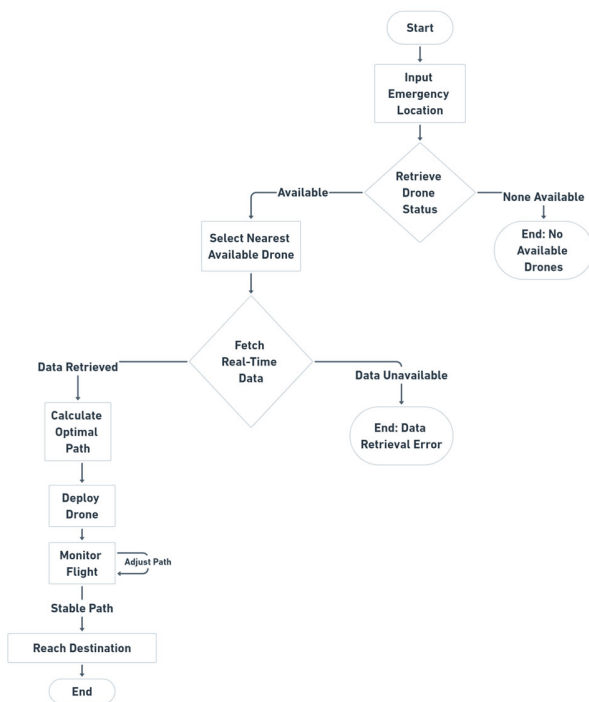 Start
Input
Emergency
Location
Retrieve
Drone
Status
Available
None Available
Select Nearest
Available Drone
End: No
Available
Drones
Fetch
Real-Time
Data
Data Retrieved
Data Unavailable
Calculate
Optimal
Path
End: Data
Retrieval Error
Deploy
Drone
Monitor
Flight
Adjust Path
Stable Path
Reach Destination
End